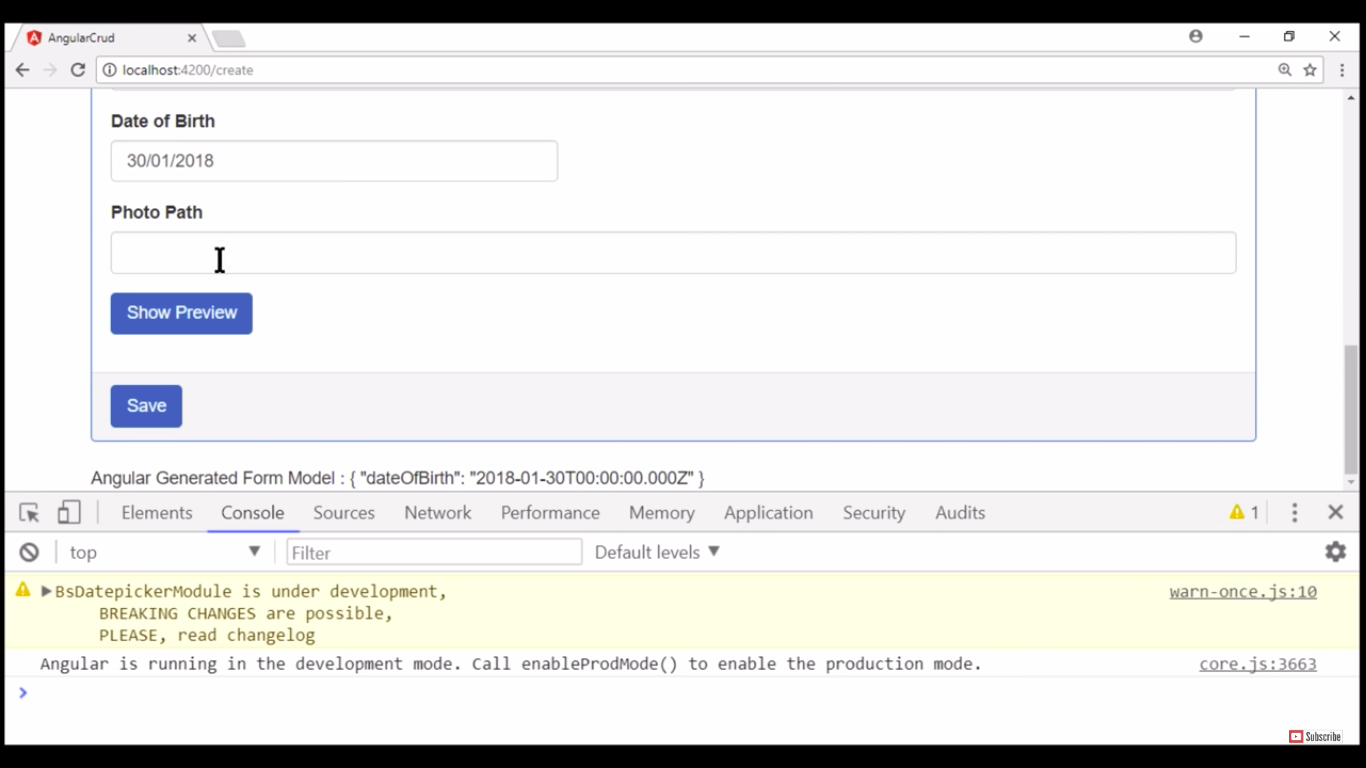 AngularCrud
localhost:4200/create
Date of Birth
30/01/2018
Photo Path
Show Preview
Save
Angular Generated Form Model : { "dateOfBirth": "2018-01-30T00:00:00.000Z" }
Elements Console Sources Network Performance Memory Application Security Audits 1
top Filter Default levels
BsDatepickerModule is under development, warn-once.js:10
BREAKING CHANGES are possible,
PLEASE, read changelog
Angular is running in the development mode. Call enableProdMode() to enable the production mode. core.js:3663
Subscribe